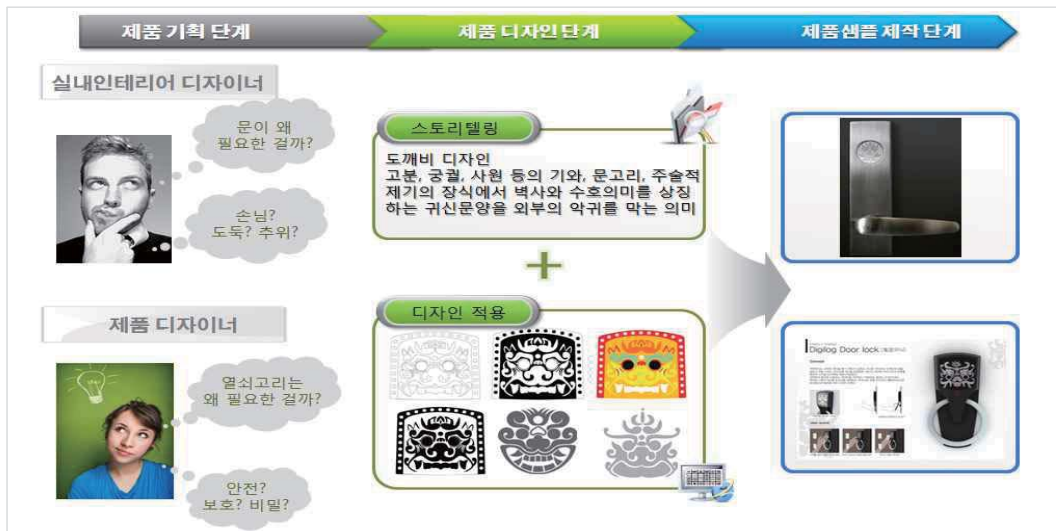 제품 기획 단계
제품 디자인 단계
제품샘플 제작 단계
실내인테리어 디자이너
문이 왜
필요한 걸까?
손님?
도둑? 추위?
제품 디자이너
열쇠고리는
왜 필요한 걸까?
안전?
보호? 비밀?
스토리텔링
도깨비 디자인
고분, 궁궐, 사원 등의 기와, 문고리, 주술적
제기의 장식에서 벽사와 수호의미를 상징
하는 귀신문양을 외부의 악귀를 막는 의미
+
디자인 적용
Digilog Door lock